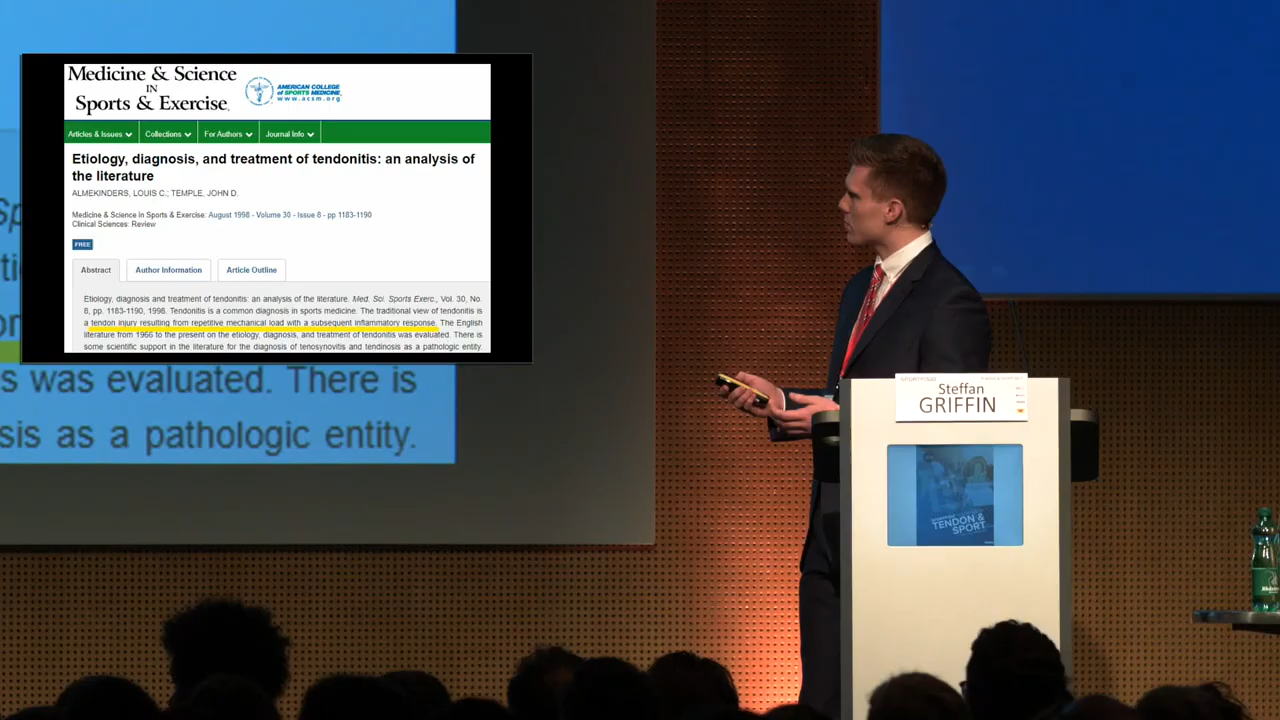 Medicine & Science
IN
Sports & Exercise
AMERICAN COLLEGE
of SPORTS MEDICINE
www.acsm.org
Articles & Issues
Collections
For Authors
Journal Info
Etiology, diagnosis, and treatment of tendonitis: an analysis of
the literature
ALMEKINDERS, LOUIS C.; TEMPLE, JOHN D.
Medicine & Science in Sports & Exercise: August 1998 - Volume 30 - Issue 8 - pp 1183-1190
Clinical Sciences: Review
FREE
Abstract
Author Information
Article Outline
Etiology, diagnosis and treatment of tendonitis: an analysis of the literature. Med. Sci. Sports Exerc., Vol. 30, No.
8, pp. 1183-1190, 1998. Tendonitis is a common diagnosis in sports medicine. The traditional view of tendonitis is
a tendon injury resulting from repetitive mechanical load with a subsequent inflammatory response. The English
literature from 1966 to the present on the etiology, diagnosis, and treatment of tendonitis was evaluated. There is
some scientific support in the literature for the diagnosis of tenosynovitis and tendinosis as a pathologic entity.
s was evaluated. There is
sis as a pathologic entity.
Steffan
GRIFFIN
TENDON &
SPORT